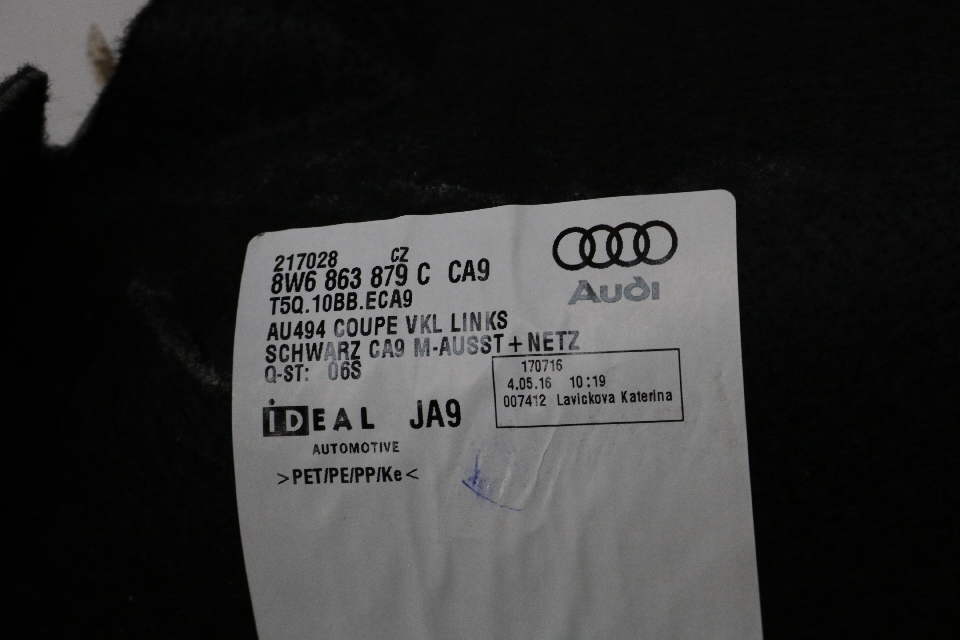 217028 CZ
8W6 863 879 C CA9
T5Q.10BB.ECA9
AU494 COUPE VKL LINKS
SCHWARZ CA9 M-AUSST+NETZ
Q-ST: 06S
Audi
170716
4.05.16 10:19
007412 Lavickova Katerina
iDEAL JA9
AUTOMOTIVE
>PET/PE/PP/Ke<